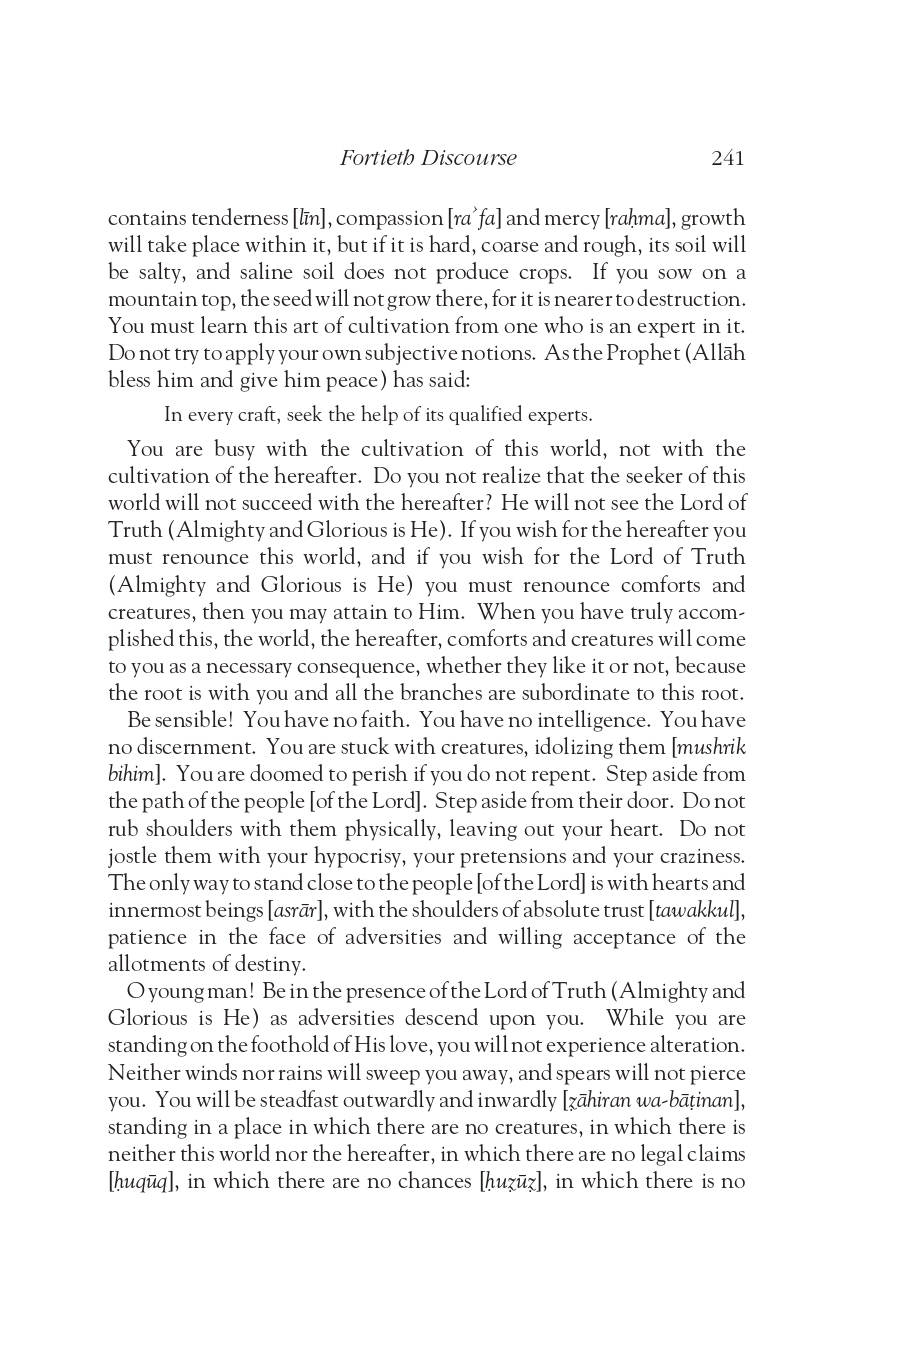 Fortieth Discourse 241
contains tenderness [līn], compassion [raʾfa] and mercy [raḥma], growth
will take place within it, but if it is hard, coarse and rough, its soil will
be salty, and saline soil does not produce crops. If you sow on a
mountain top, the seed will not grow there, for it is nearer to destruction.
You must learn this art of cultivation from one who is an expert in it.
Do not try to apply your own subjective notions. As the Prophet (Allāh
bless him and give him peace) has said:
In every craft, seek the help of its qualified experts.
You are busy with the cultivation of this world, not with the
cultivation of the hereafter. Do you not realize that the seeker of this
world will not succeed with the hereafter? He will not see the Lord of
Truth (Almighty and Glorious is He). If you wish for the hereafter you
must renounce this world, and if you wish for the Lord of Truth
(Almighty and Glorious is He) you must renounce comforts and
creatures, then you may attain to Him. When you have truly accom-
plished this, the world, the hereafter, comforts and creatures will come
to you as a necessary consequence, whether they like it or not, because
the root is with you and all the branches are subordinate to this root.
Be sensible! You have no faith. You have no intelligence. You have
no discernment. You are stuck with creatures, idolizing them [mushrik
bihim]. You are doomed to perish if you do not repent. Step aside from
the path of the people [of the Lord]. Step aside from their door. Do not
rub shoulders with them physically, leaving out your heart. Do not
jostle them with your hypocrisy, your pretensions and your craziness.
The only way to stand close to the people [of the Lord] is with hearts and
innermost beings [asrār], with the shoulders of absolute trust [tawakkul],
patience in the face of adversities and willing acceptance of the
allotments of destiny.
O young man! Be in the presence of the Lord of Truth (Almighty and
Glorious is He) as adversities descend upon you. While you are
standing on the foothold of His love, you will not experience alteration.
Neither winds nor rains will sweep you away, and spears will not pierce
you. You will be steadfast outwardly and inwardly [ẓāhiran wa-bāṭinan],
standing in a place in which there are no creatures, in which there is
neither this world nor the hereafter, in which there are no legal claims
[ḥuqūq], in which there are no chances [ḥuẓūẓ], in which there is no